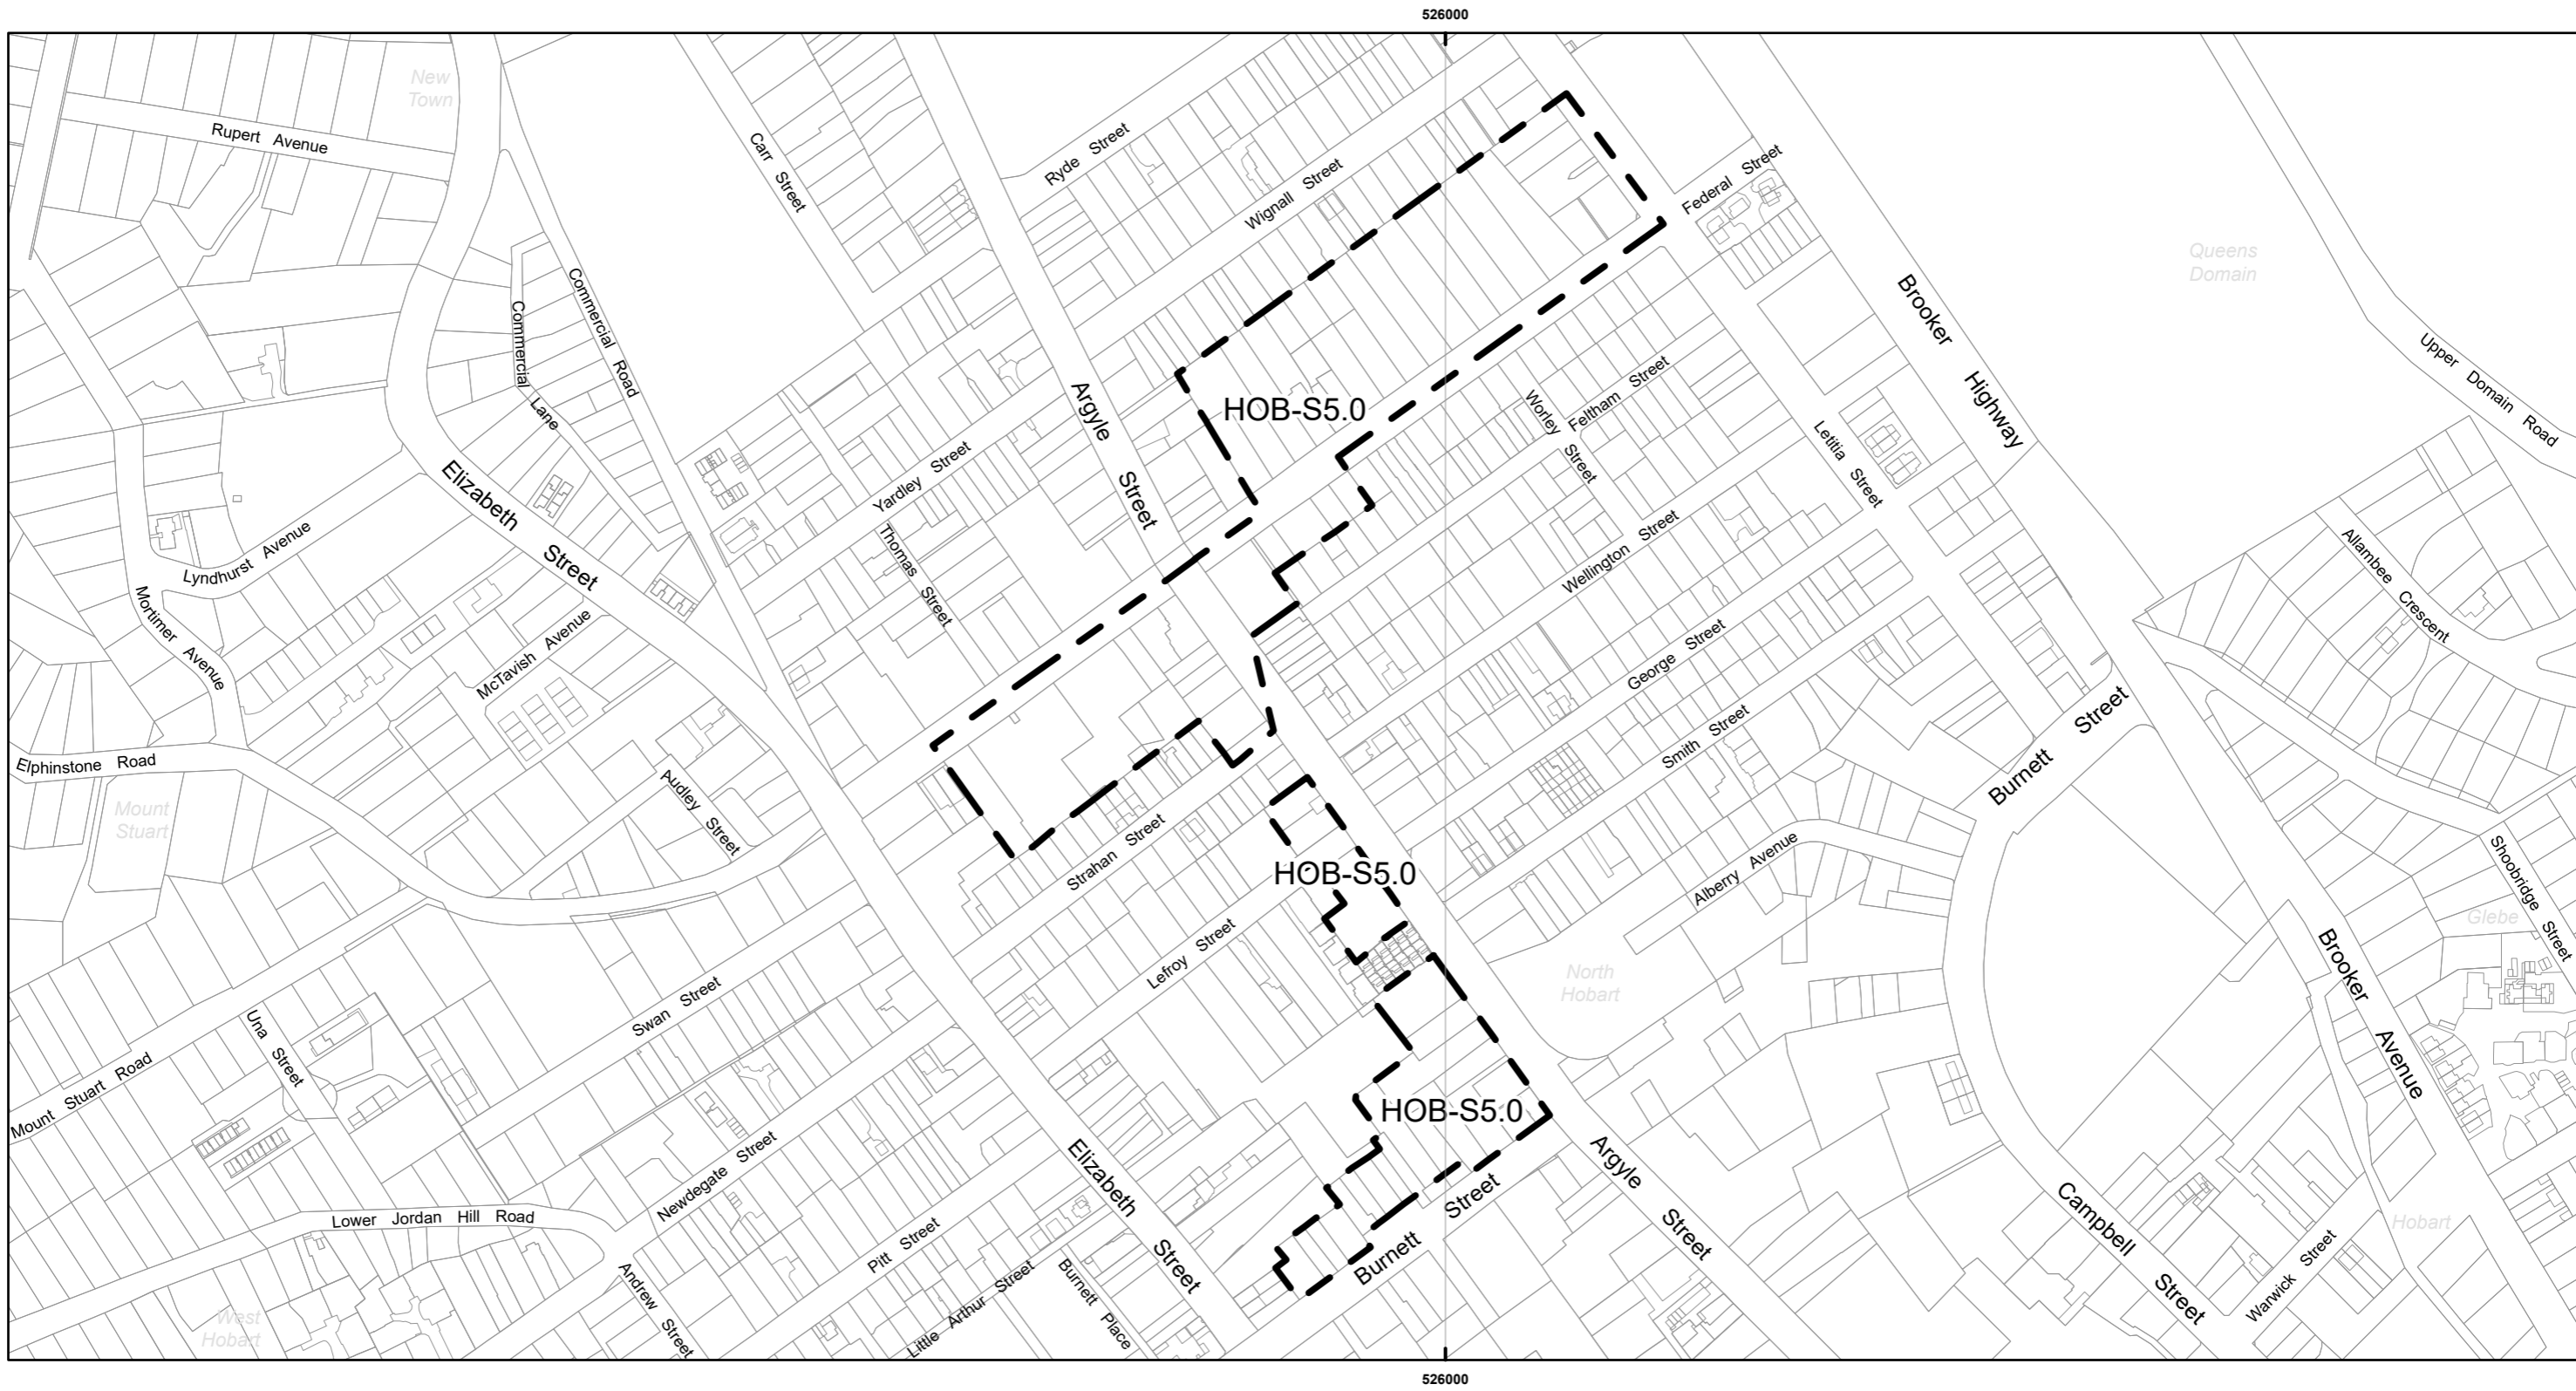 526000
New
Town
Rupert Avenue
Carr Street
Ryde Street
Wignall Street
Federal Street
Queens
Domain
Brooker Highway
Upper Domain Road
Commercial Road
Commercial Lane
Argyle Street
HOB-S5.0
Worley Street
Feltham Street
Letitia Street
Elizabeth Street
Yardley Street
Thomas Street
Lyndhurst Avenue
Mortimer Avenue
McTavish Avenue
Wellington Street
Allambee Crescent
George Street
Smith Street
Burnett Street
Elphinstone Road
Mount
Stuart
Audley Street
Strahan Street
HOB-S5.0
Alberry Avenue
Shoobridge Street
Glebe
Lefroy Street
North
Hobart
Brooker Avenue
Swan Street
Una Street
Mount Stuart Road
HOB-S5.0
Newdegate Street
Elizabeth Street
Argyle Street
Burnett Street
Lower Jordan Hill Road
Pitt Street
Little Arthur Street
Burnett Place
Andrew Street
Campbell Street
Warwick Street
Hobart
West
Hobart
526000